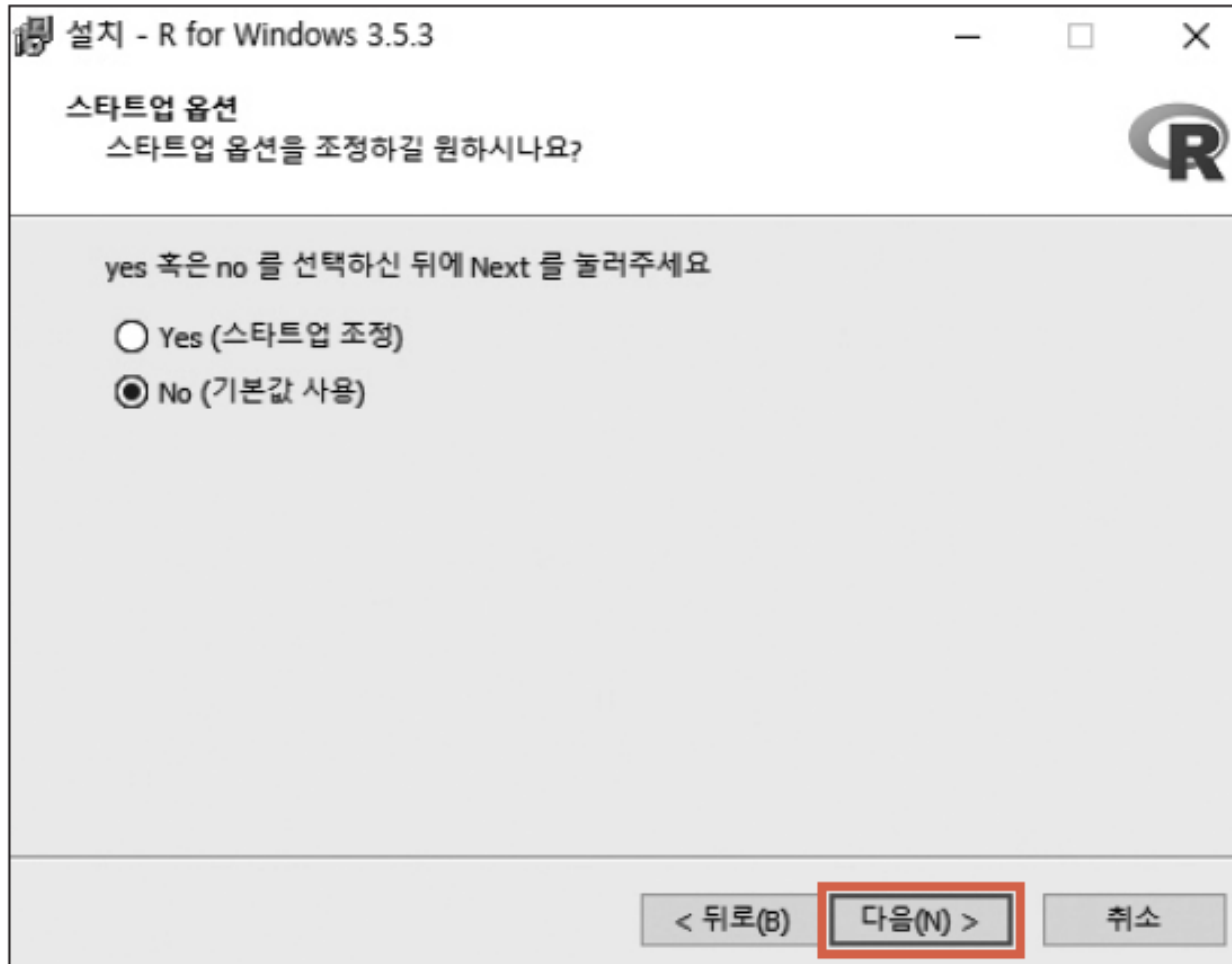 설치 - R for Windows 3.5.3
스타트업 옵션
스타트업 옵션을 조정하길 원하시나요?
R
yes 혹은 no 를 선택하신 뒤에 Next 를 눌러주세요
Yes (스타트업 조정)
No (기본값 사용)
< 뒤로(B)
다음(N) >
취소